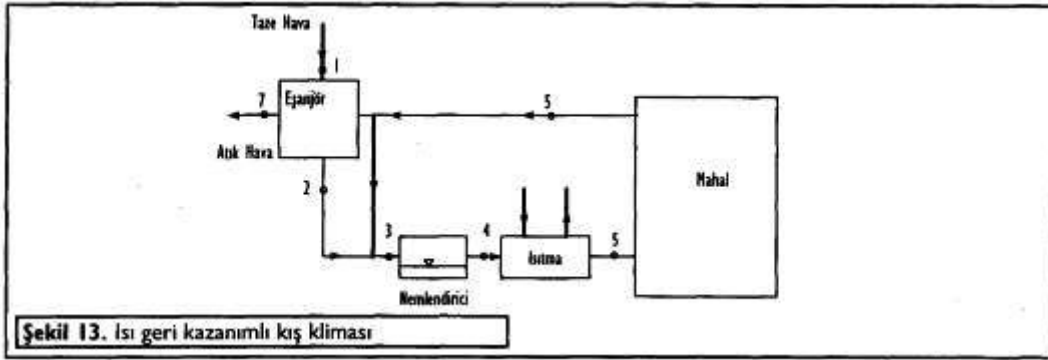 Taze Hava
1
Eşanjör
7
5
Atık Hava
Mahal
2
3
4
5
Isıtma
Nemlendirici
Şekil 13. Isı geri kazanımlı kış kliması